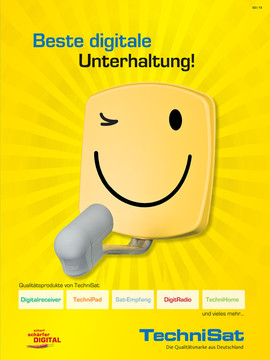 Beste digitale
Unterhaltung!
Qualitätsprodukte von TechniSat:
Digitalreceiver TechniPad Sat-Empfang DigitRadio TechniHome
und vieles mehr...
scharf
schärfer
DIGITAL
TechniSat
Die Qualitätsmarke aus Deutschland